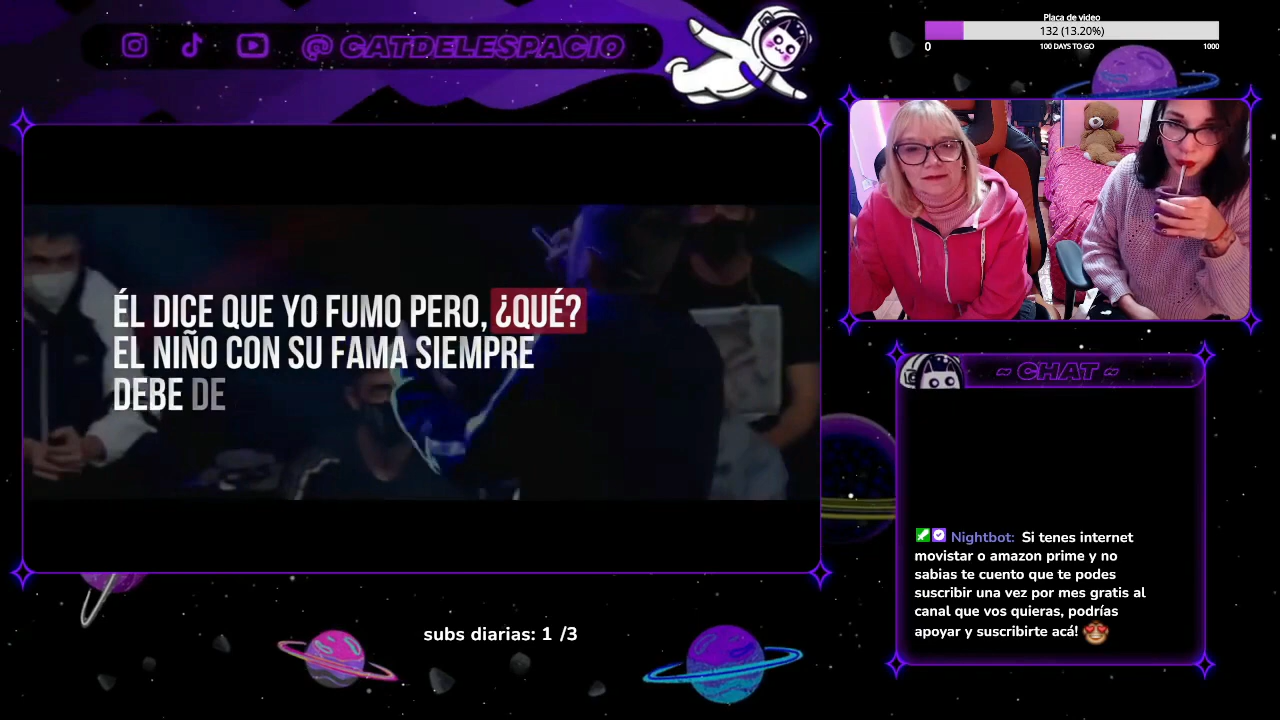 @CATDELESPACIO
Placa de video
132 (13.20%)
0
100 DAYS TO GO
1000
ÉL DICE QUE YO FUMO PERO, ¿QUÉ?
EL NIÑO CON SU FAMA SIEMPRE
DEBE DE
~ CHAT ~
Nightbot: Si tenes internet
movistar o amazon prime y no
sabias te cuento que te podes
suscribir una vez por mes gratis al
canal que vos quieras, podrías
apoyar y suscribirte acá!
subs diarias: 1 /3